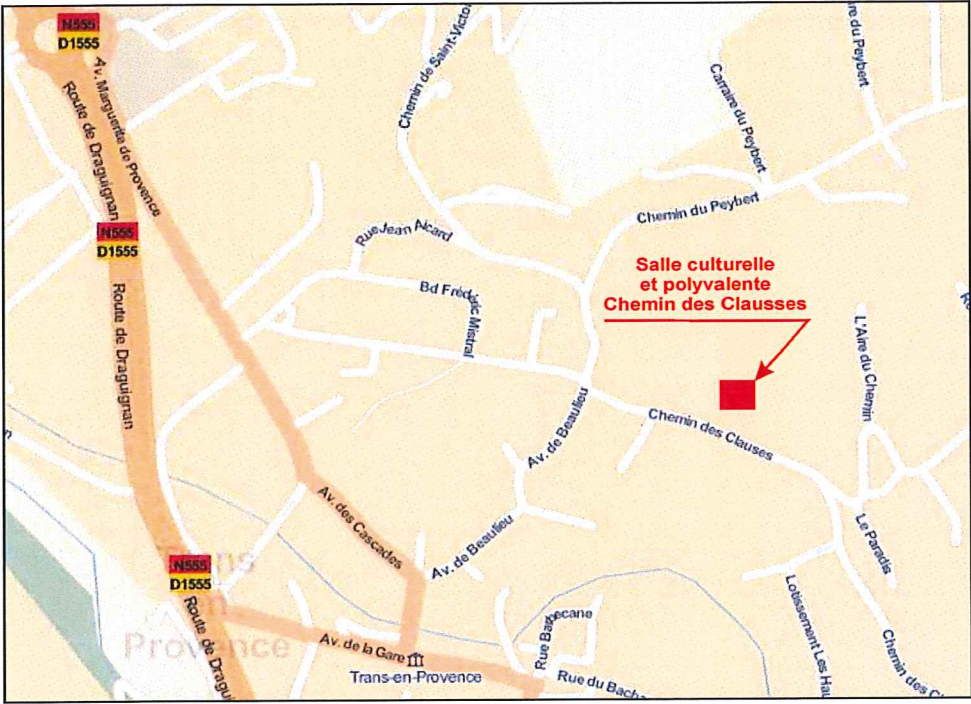 N555
D1555
Av. Marguerite de Provence
Route de Draguignan
N555
D1555
Route de Draguignan
Chemin de Saint-Victo
Carraire du Peybert
re du Peybert
Chemin du Peybert
Rue Jean Aicard
Bd Frédéric Mistral
Salle culturelle
et polyvalente
Chemin des Clausses
L'Aire du Chemin
Chemin des Clauses
Av. de Beaulieu
Av. des Cascades
Av. de Beaulieu
Le Paradis
N555
D1555
Trans
en
Provence
Route de Dragui
Av. de la Gare
Trans-en-Provence
Rue Barbecane
Rue du Bacha
Lotissement Les Hau
Chemin des C